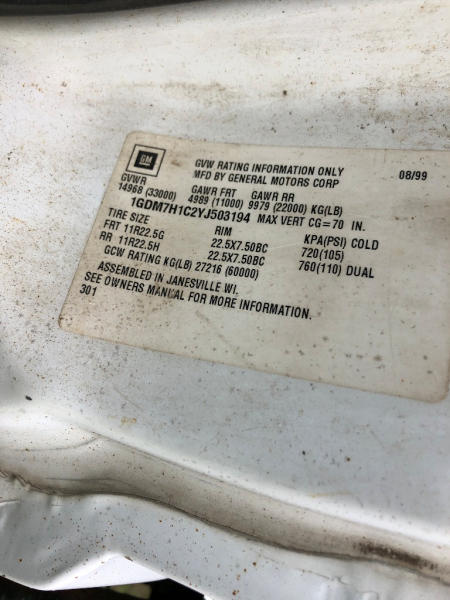 GM
GVW RATING INFORMATION ONLY 08/99
MFD BY GENERAL MOTORS CORP
GVWR GAWR FRT GAWR RR
14968 (33000) 4989 (11000) 9979 (22000) KG(LB)
1GDM7H1C2YJ503194 MAX VERT CG=70 IN.
TIRE SIZE RIM KPA(PSI) COLD
FRT 11R22.5G 22.5X7.50BC 720(105)
RR 11R22.5H 22.5X7.50BC 760(110) DUAL
GCW RATING KG(LB) 27216 (60000)
ASSEMBLED IN JANESVILLE WI.
SEE OWNERS MANUAL FOR MORE INFORMATION.
301